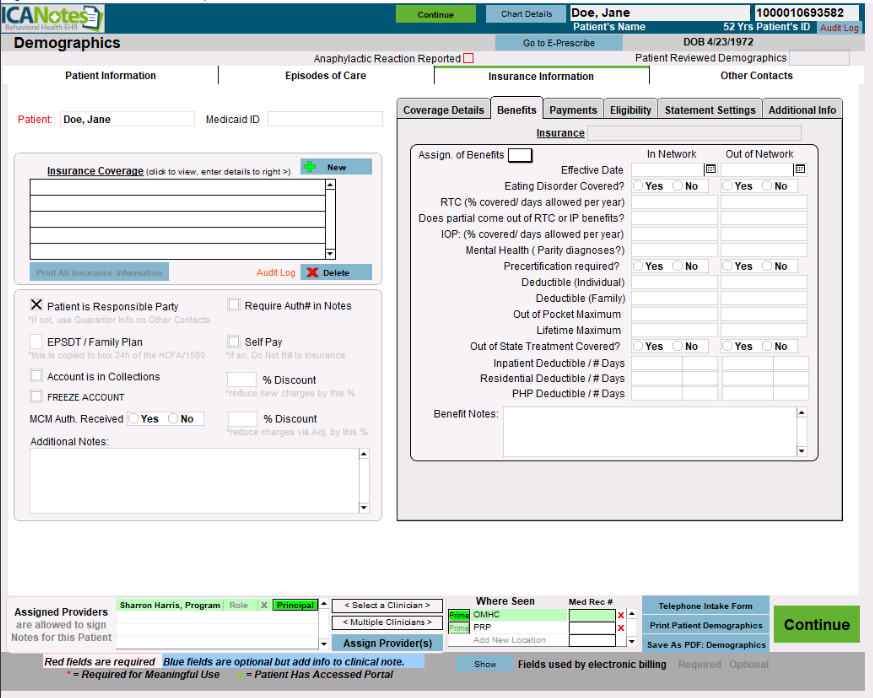 ICANotes
Behavioral Health EHR
Continue
Chart Details
Doe, Jane
1000010693582
Patient's Name
52 Yrs Patient's ID
Audit Log
Demographics
Go to E-Prescribe
DOB 4/23/1972
Anaphylactic Reaction Reported
Patient Reviewed Demographics
Patient Information
Episodes of Care
Insurance Information
Other Contacts
Patient:
Doe, Jane
Medicaid ID
Insurance Coverage (click to view, enter details to right >)
New
Print All Insurance Information
Audit Log
X Delete
Patient is Responsible Party
*if not, use Guarantor Info on Other Contacts
Require Auth# in Notes
EPSDT / Family Plan
*this is copied to box 24h of the HCFA/1500
Self Pay
*if so, Do Not Bill to Insurance
Account is in Collections
% Discount
*reduce new charges by this %
FREEZE ACCOUNT
MCM Auth. Received Yes No
% Discount
*reduce charges via Adj. by this %
Additional Notes:
Coverage Details
Benefits
Payments
Eligibility
Statement Settings
Additional Info
Insurance
Assign. of Benefits
In Network
Out of Network
Effective Date
Eating Disorder Covered? Yes No Yes No
RTC (% covered/ days allowed per year)
Does partial come out of RTC or IP benefits?
IOP: (% covered/ days allowed per year)
Mental Health ( Parity diagnoses?)
Precertification required? Yes No Yes No
Deductible (Individual)
Deductible (Family)
Out of Pocket Maximum
Lifetime Maximum
Out of State Treatment Covered? Yes No Yes No
Inpatient Deductible / # Days
Residential Deductible / # Days
PHP Deductible / # Days
Benefit Notes:
Assigned Providers
are allowed to sign
Notes for this Patient
Sharron Harris, Program Role X Principal
< Select a Clinician >
< Multiple Clinicians >
Assign Provider(s)
Where Seen
Med Rec #
Prime OMHC X
Prime PRP X
Add New Location
Telephone Intake Form
Print Patient Demographics
Save As PDF: Demographics
Continue
Red fields are required
Blue fields are optional but add info to clinical note.
* = Required for Meaningful Use
= Patient Has Accessed Portal
Show
Fields used by electronic billing
Required
Optional